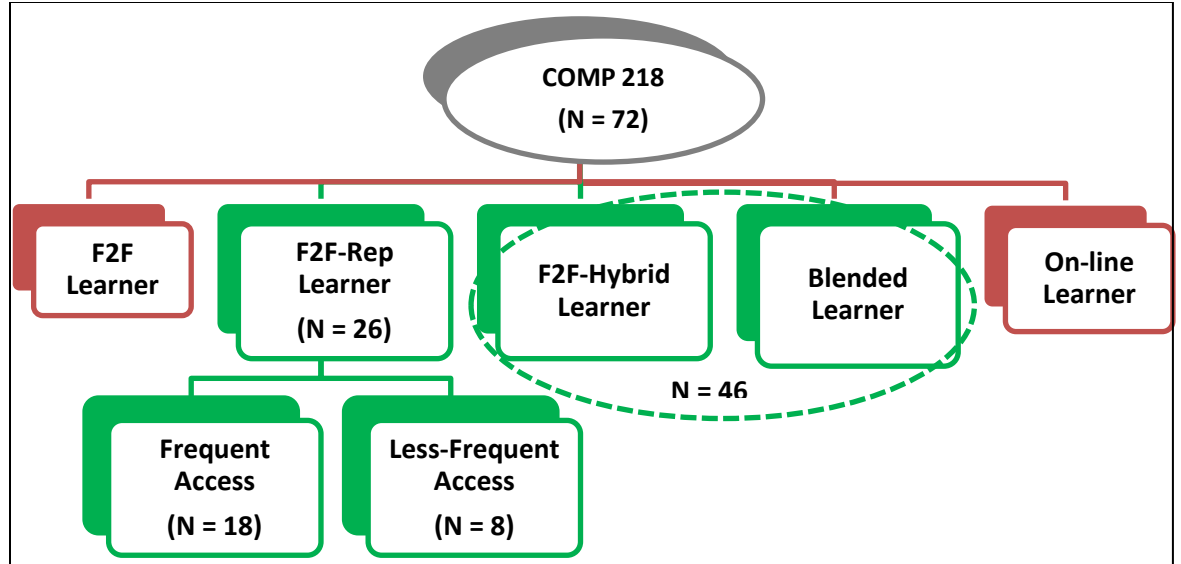 COMP 218
(N = 72)
F2F
Learner
F2F-Rep
Learner
(N = 26)
F2F-Hybrid
Learner
Blended
Learner
On-line
Learner
N = 46
Frequent
Access
(N = 18)
Less-Frequent
Access
(N = 8)